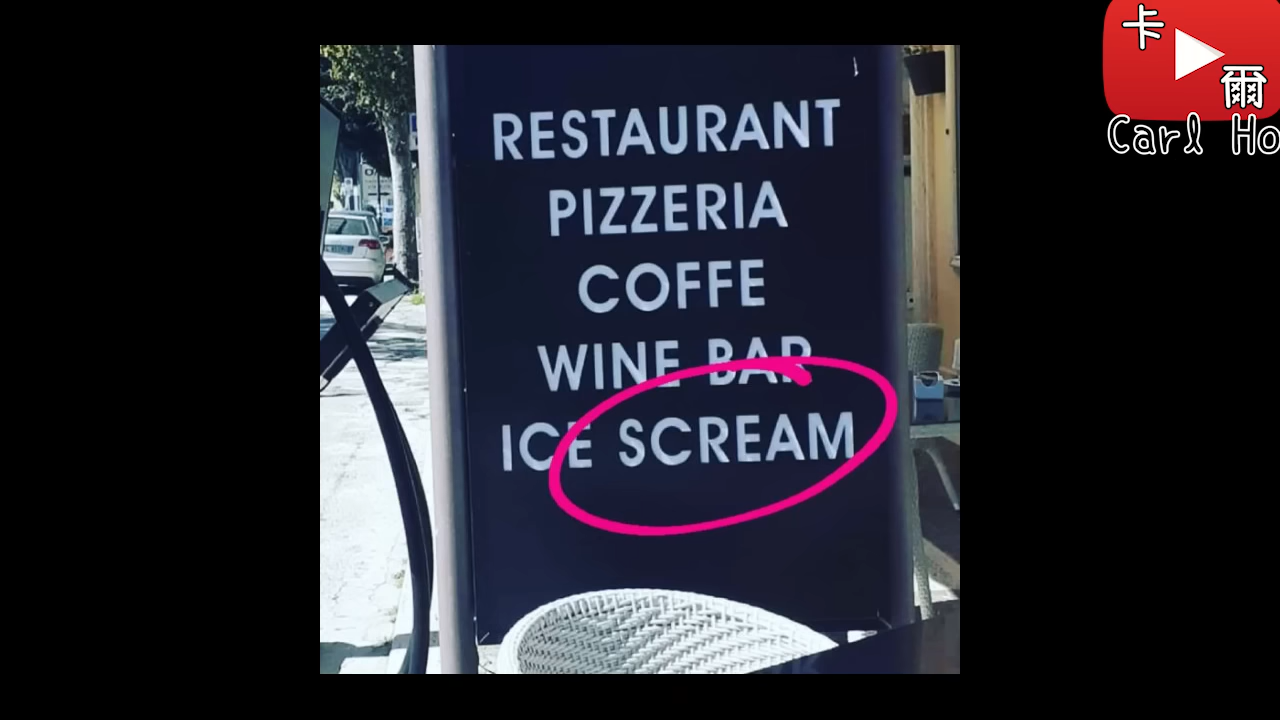 卡
爾
Carl Ho
RESTAURANT
PIZZERIA
COFFE
WINE BAR
ICE SCREAM